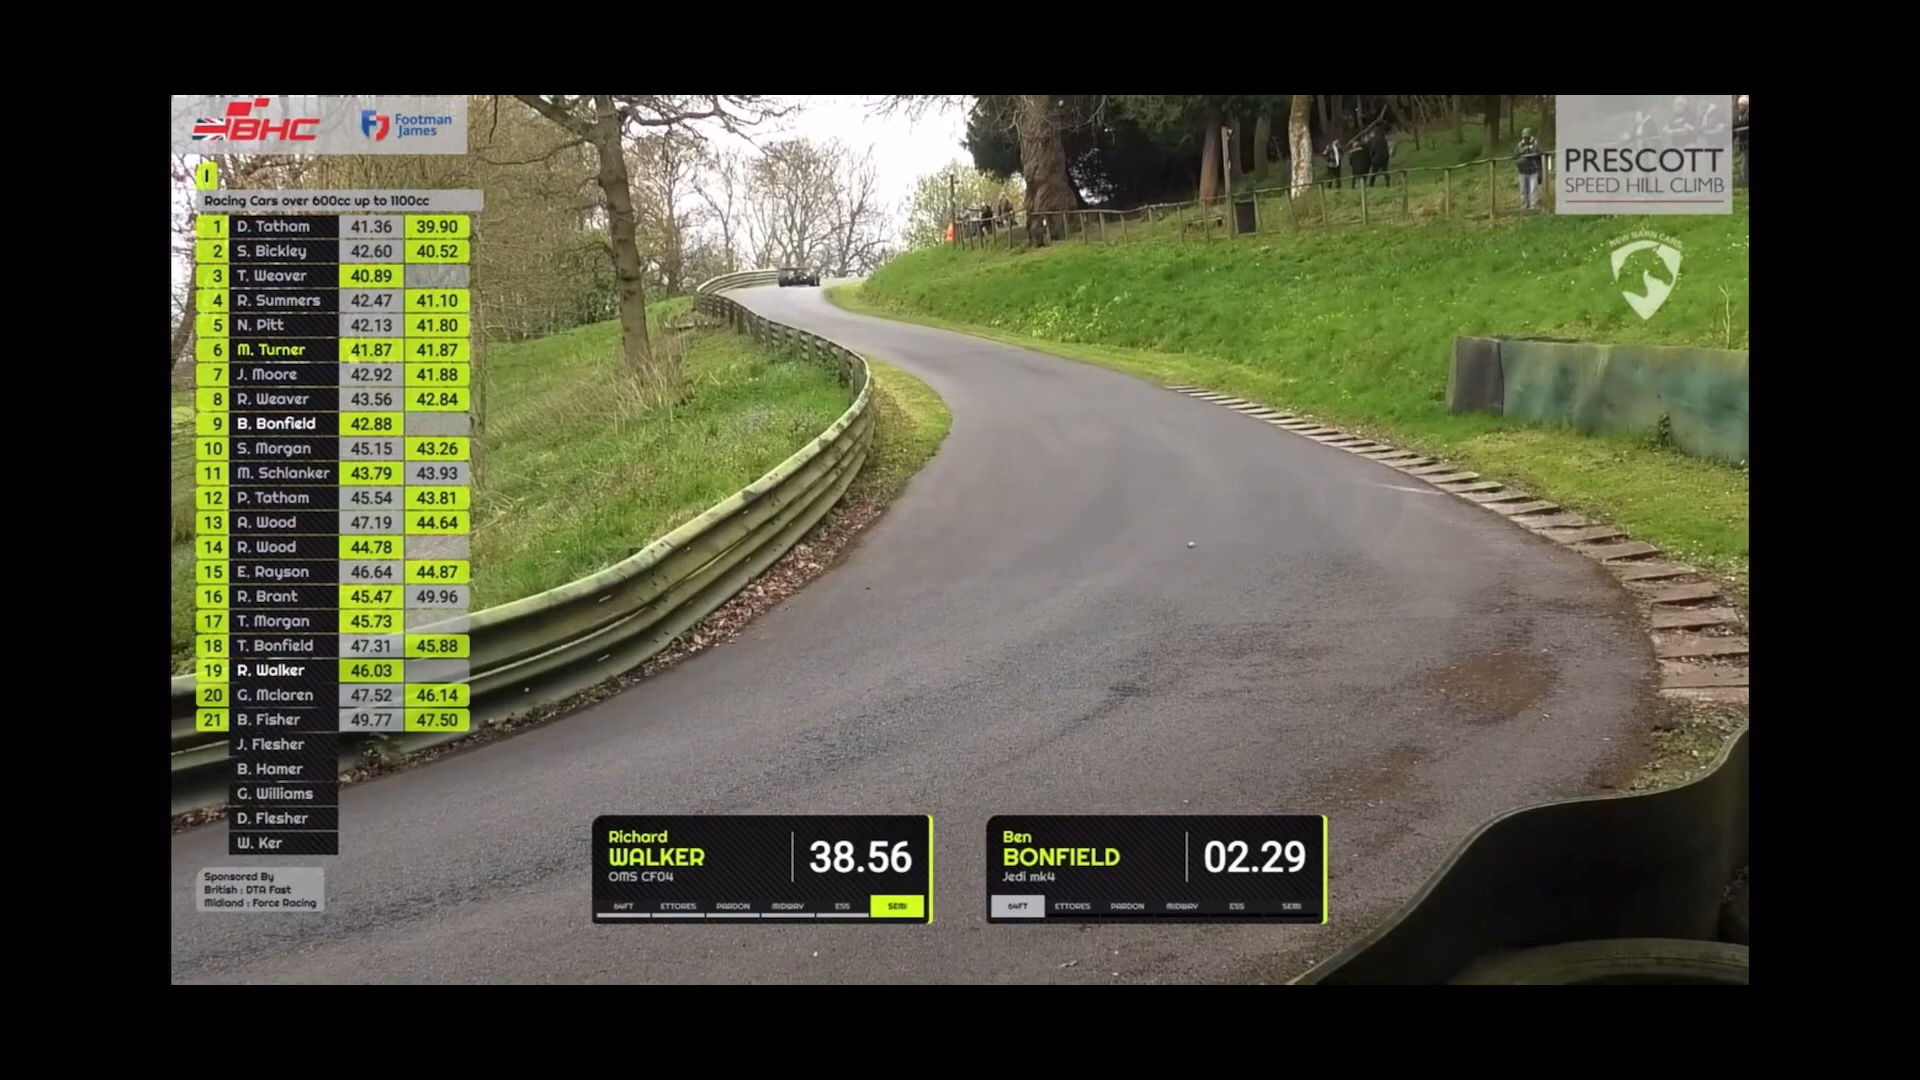 BHC
Footman
James
PRESCOTT
SPEED HILL CLIMB
NEW BARN CARS
I
Racing Cars over 600cc up to 1100cc
1 D. Tatham 41.36 39.90
2 S. Bickley 42.60 40.52
3 T. Weaver 40.89
4 R. Summers 42.47 41.10
5 N. Pitt 42.13 41.80
6 M. Turner 41.87 41.87
7 J. Moore 42.92 41.88
8 R. Weaver 43.56 42.84
9 B. Bonfield 42.88
10 S. Morgan 45.15 43.26
11 M. Schlanker 43.79 43.93
12 P. Tatham 45.54 43.81
13 A. Wood 47.19 44.64
14 R. Wood 44.78
15 E. Rayson 46.64 44.87
16 R. Brant 45.47 49.96
17 T. Morgan 45.73
18 T. Bonfield 47.31 45.88
19 R. Walker 46.03
20 G. Mclaren 47.52 46.14
21 B. Fisher 49.77 47.50
J. Flesher
B. Hamer
G. Williams
D. Flesher
W. Ker
Sponsored By
British : DTA Fast
Midland : Force Racing
Richard
WALKER 38.56
OMS CF04
64FT ETTORES PARDON MIDWAY ESS SEMI
Ben
BONFIELD 02.29
Jedi mk4
64FT ETTORES PARDON MIDWAY ESS SEMI